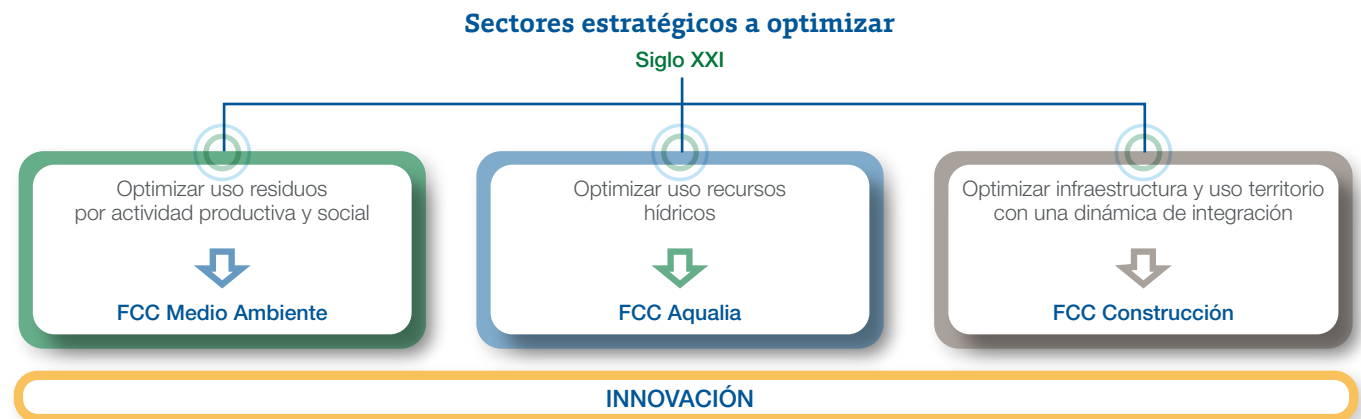 Sectores estratégicos a optimizar
Siglo XXI
Optimizar uso residuos
por actividad productiva y social
FCC Medio Ambiente
Optimizar uso recursos
hídricos
FCC Aqualia
Optimizar infraestructura y uso territorio
con una dinámica de integración
FCC Construcción
INNOVACIÓN